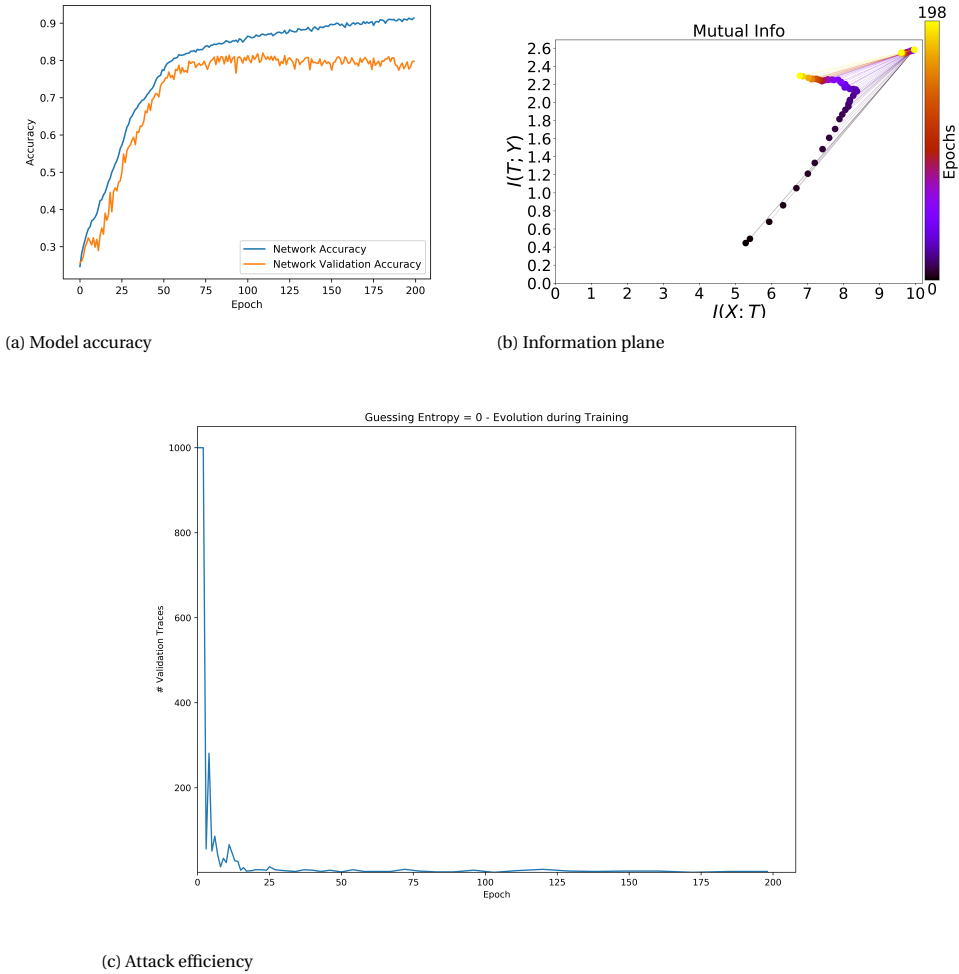 0.9
0.8
0.7
0.6
0.5
0.4
0.3
Accuracy
Network Accuracy
Network Validation Accuracy
0 25 50 75 100 125 150 175 200
Epoch
(a) Model accuracy
Mutual Info
198
2.6
2.4
2.2
2.0
1.8
1.6
1.4
1.2
1.0
0.8
0.6
0.4
0.2
0.0
I(T; Y)
0 1 2 3 4 5 6 7 8 9 10
I(X; T)
Epochs
0
(b) Information plane
Guessing Entropy = 0 - Evolution during Training
1000
800
600
400
200
# Validation Traces
0 25 50 75 100 125 150 175 200
Epoch
(c) Attack efficiency